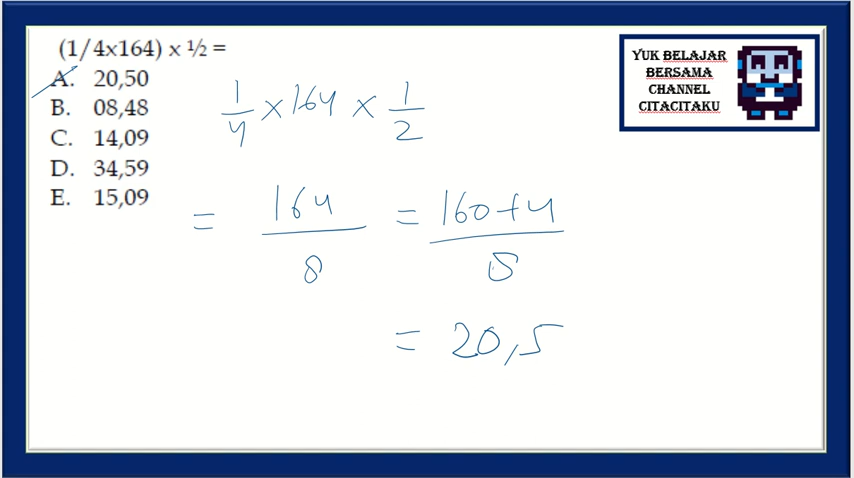 (1/4x164) x ½ =
A. 20,50
B. 08,48
C. 14,09
D. 34,59
E. 15,09
1/4 × 164 × 1/2
= 164/8 = 160+4/8
= 20,5
YUK BELAJAR
BERSAMA
CHANNEL
CITACITAKU